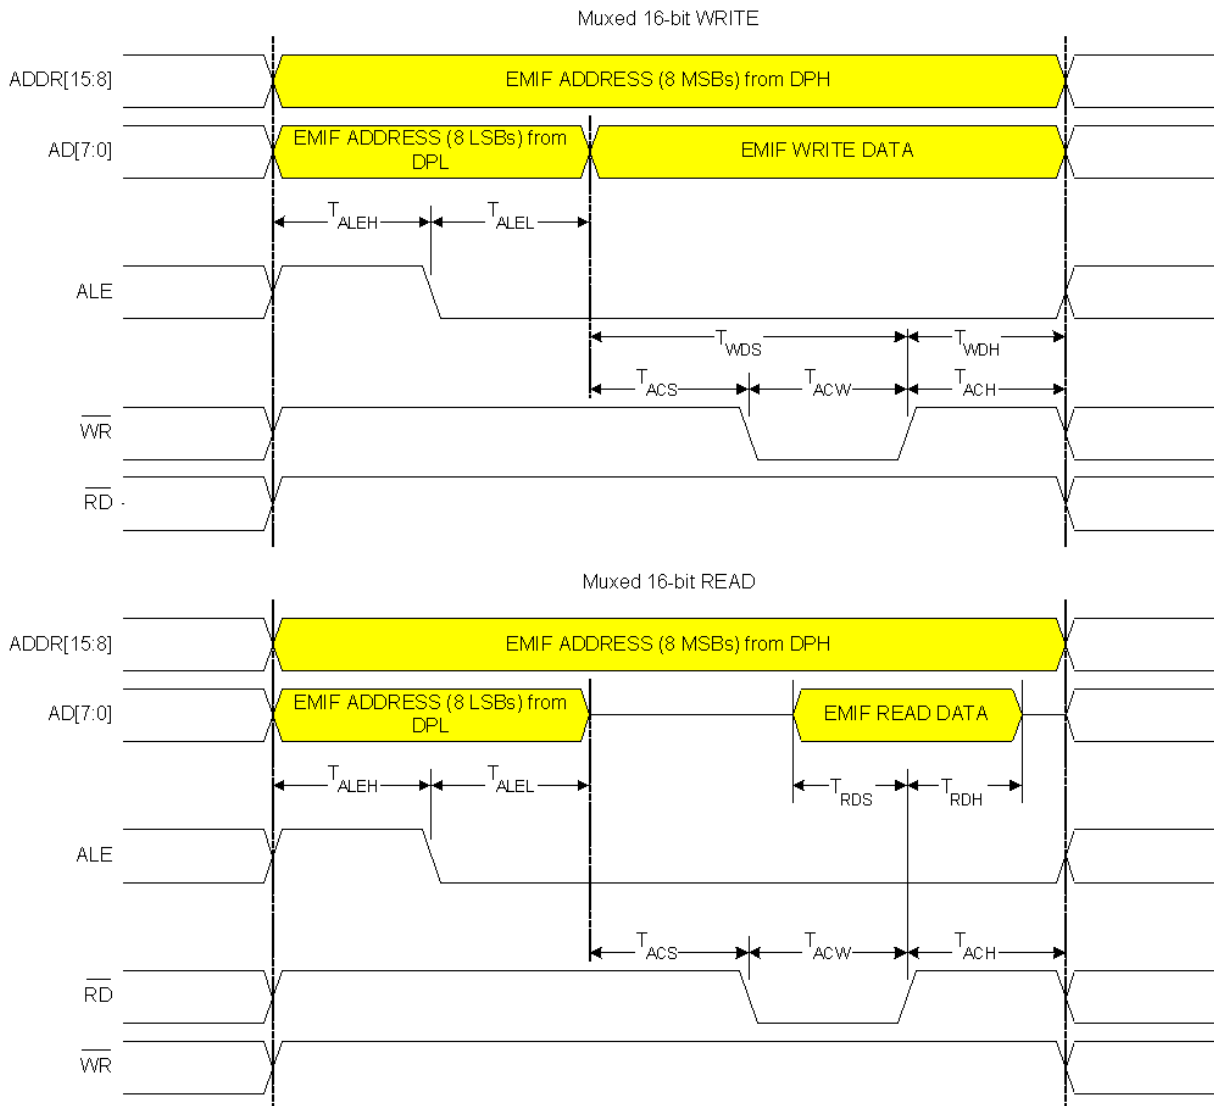 Muxed 16-bit WRITE
ADDR[15:8]
EMIF ADDRESS (8 MSBs) from DPH
AD[7:0]
EMIF ADDRESS (8 LSBs) from
DPL
EMIF WRITE DATA
TALEH
TALEL
ALE
TWDS
TWDH
TACS
TACW
TACH
WR
RD
Muxed 16-bit READ
ADDR[15:8]
EMIF ADDRESS (8 MSBs) from DPH
AD[7:0]
EMIF ADDRESS (8 LSBs) from
DPL
EMIF READ DATA
TALEH
TALEL
TRDS
TRDH
ALE
TACS
TACW
TACH
RD
WR